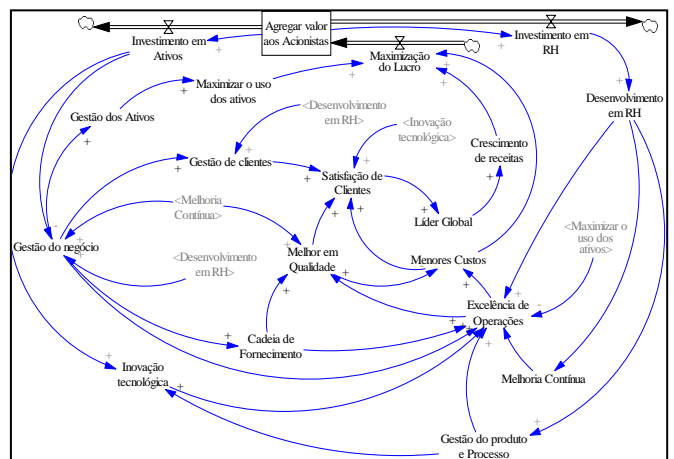 Agregar valor
aos Acionistas
Investimento em
Ativos
Investimento em
RH
Maximização
do Lucro
Maximizar o uso
dos ativos
Desenvolvimento
em RH
Gestão dos Ativos
<Desenvolvimento
em RH>
<Inovação
tecnológica>
Crescimento
de receitas
Gestão de clientes
Satisfação de
Clientes
<Melhoria
Contínua>
Líder Global
<Maximizar o
uso dos
ativos>
Gestão do negócio
<Desenvolvimento
em RH>
Melhor em
Qualidade
Menores Custos
Excelência de
Operações
Cadeia de
Fornecimento
Inovação
tecnológica
Melhoria Contínua
Gestão do produto
e Processo